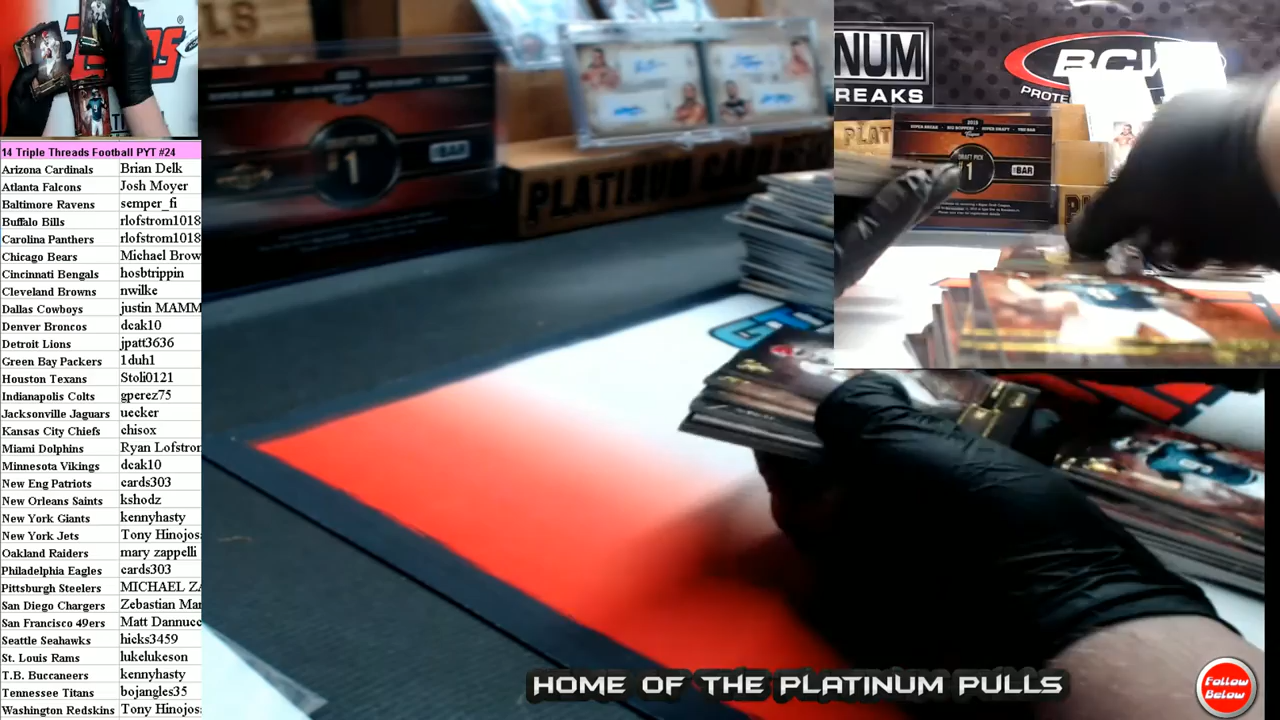 14 Triple Threads Football PYT #24
Arizona Cardinals Brian Delk
Atlanta Falcons Josh Moyer
Baltimore Ravens semper_fi
Buffalo Bills rlofstrom1018
Carolina Panthers rlofstrom1018
Chicago Bears Michael Brow
Cincinnati Bengals hosbtrippin
Cleveland Browns nwilke
Dallas Cowboys justin MAMM
Denver Broncos dcak10
Detroit Lions jpatt3636
Green Bay Packers 1duh1
Houston Texans Stoli0121
Indianapolis Colts gperez75
Jacksonville Jaguars uecker
Kansas City Chiefs chisox
Miami Dolphins Ryan Lofstron
Minnesota Vikings dcak10
New Eng Patriots cards303
New Orleans Saints kshodz
New York Giants kennyhasty
New York Jets Tony Hinojos
Oakland Raiders mary zappelli
Philadelphia Eagles cards303
Pittsburgh Steelers MICHAEL ZA
San Diego Chargers Zebastian Mar
San Francisco 49ers Matt Dannucc
Seattle Seahawks hicks3459
St. Louis Rams lukelukeson
T.B. Buccaneers kennyhasty
Tennessee Titans bojangles35
Washington Redskins Tony Hinojos
#1
BAR
PLATINUM CARD
NUM
REAKS
BCW
PROTE
PLAT
DRAFT PICK
#1
BAR
HOME OF THE PLATINUM PULLS
Follow
Below